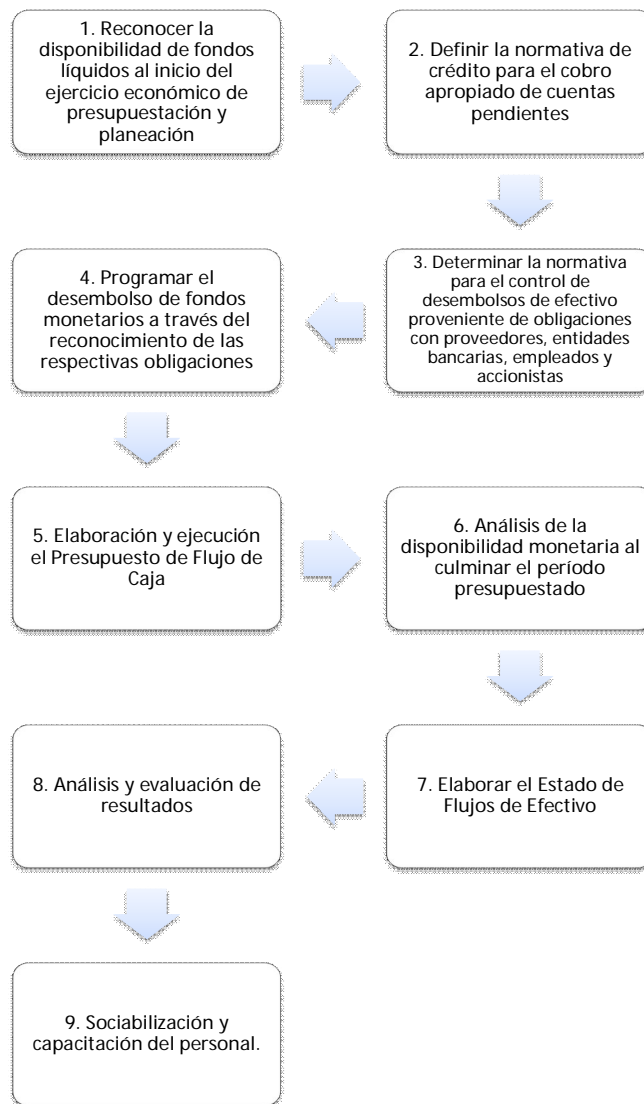 1. Reconocer la
disponibilidad de fondos
líquidos al inicio del
ejercicio económico de
presupuestación y
planeación
2. Definir la normativa de
crédito para el cobro
apropiado de cuentas
pendientes
3. Determinar la normativa
para el control de
desembolsos de efectivo
proveniente de obligaciones
con proveedores, entidades
bancarias, empleados y
accionistas
4. Programar el
desembolso de fondos
monetarios a través del
reconocimiento de las
respectivas obligaciones
5. Elaboración y ejecución
el Presupuesto de Flujo de
Caja
6. Análisis de la
disponibilidad monetaria al
culminar el período
presupuestado
7. Elaborar el Estado de
Flujos de Efectivo
8. Análisis y evaluación de
resultados
9. Sociabilización y
capacitación del personal.